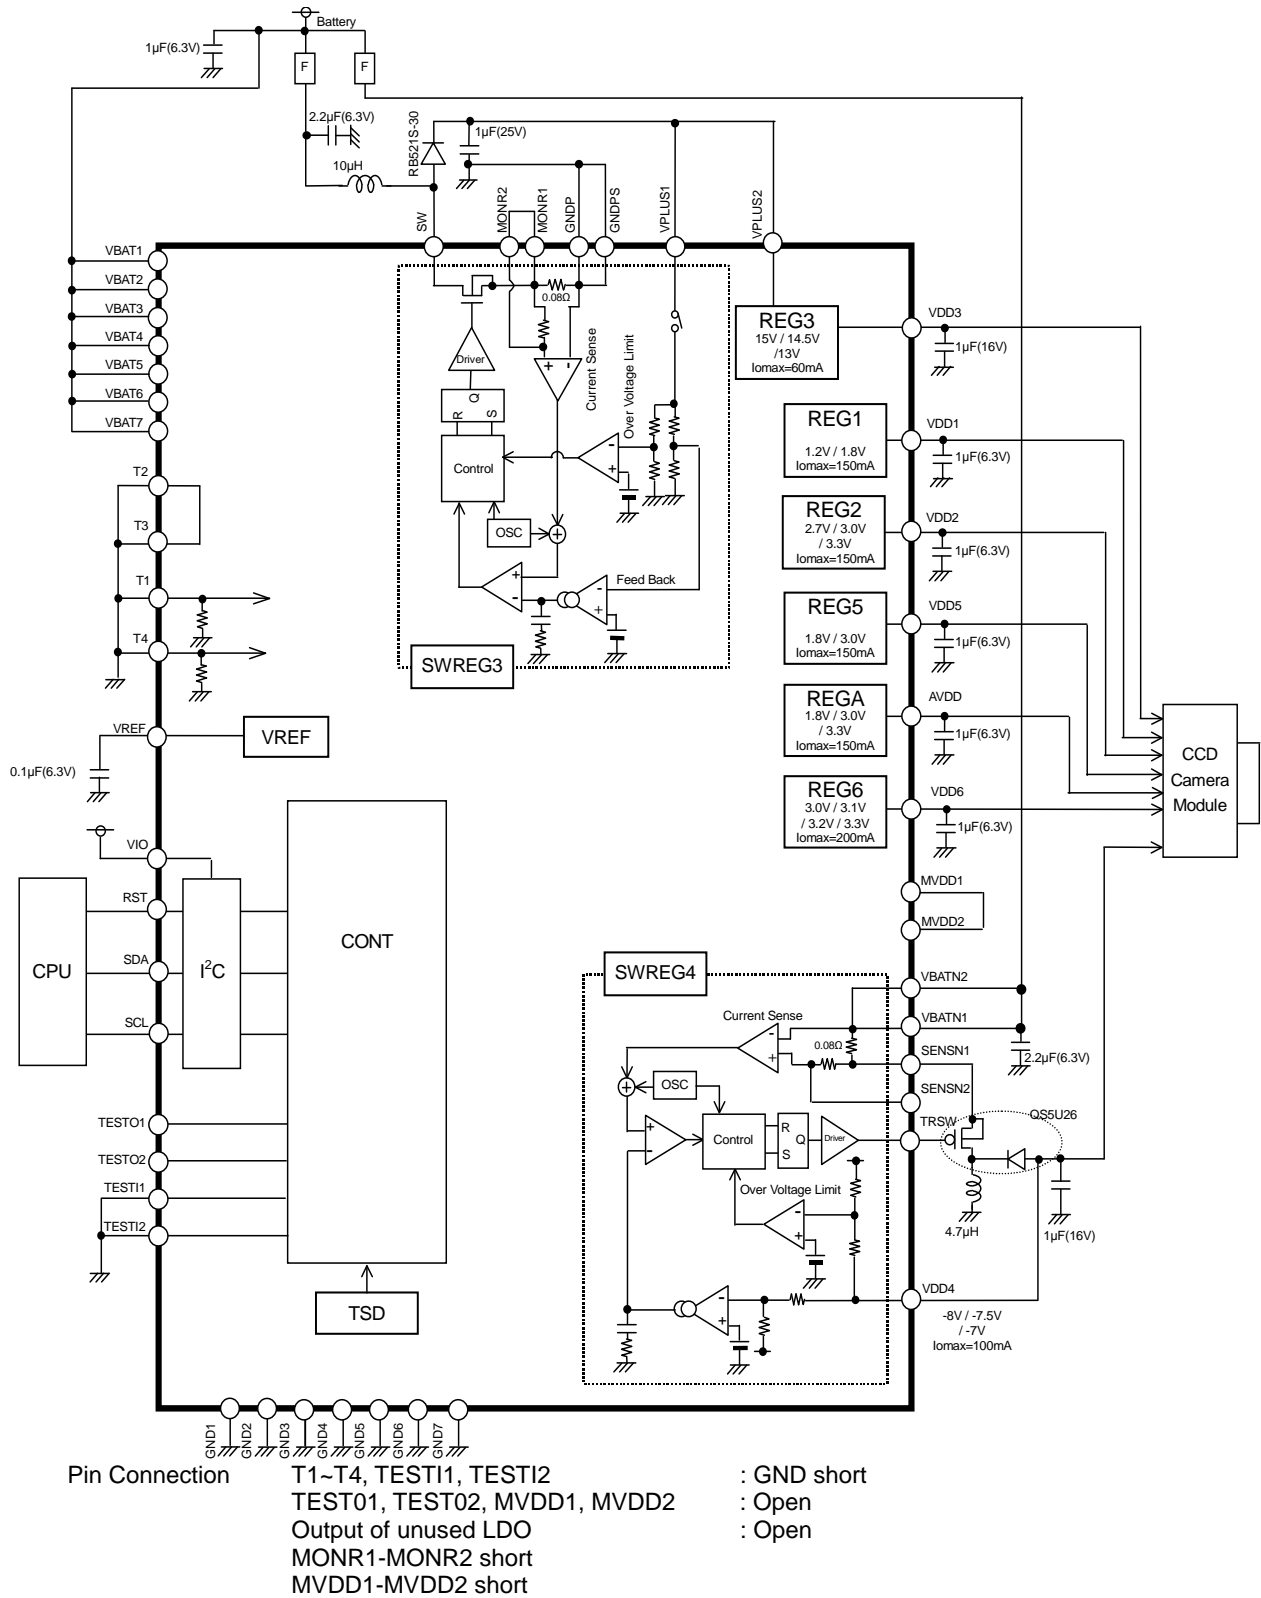 Battery
1µF(6.3V)
F
F
2.2µF(6.3V)
10µH
RB521S-30
1µF(25V)
SW
MONR2
MONR1
GNDP
GNDPS
VPLUS1
VPLUS2
VBAT1
VBAT2
VBAT3
VBAT4
VBAT5
VBAT6
VBAT7
T2
T3
T1
T4
VREF
VREF
0.1µF(6.3V)
0.08Ω
Driver
Q
R S
Control
OSC
+ -
Current Sense
Over Voltage Limit
-
+
+
+
-
Feed Back
-
+
SWREG3
REG3
15V / 14.5V
/13V
Iomax=60mA
VDD3
1µF(16V)
REG1
1.2V / 1.8V
Iomax=150mA
VDD1
1µF(6.3V)
REG2
2.7V / 3.0V
/ 3.3V
Iomax=150mA
VDD2
1µF(6.3V)
REG5
1.8V / 3.0V
Iomax=150mA
VDD5
1µF(6.3V)
REGA
1.8V / 3.0V
/ 3.3V
Iomax=150mA
AVDD
1µF(6.3V)
REG6
3.0V / 3.1V
/ 3.2V / 3.3V
Iomax=200mA
VDD6
1µF(6.3V)
CCD
Camera
Module
MVDD1
MVDD2
VIO
RST
SDA
SCL
CPU
I²C
CONT
TESTO1
TESTO2
TESTI1
TESTI2
TSD
SWREG4
Current Sense
-
+
0.08Ω
+
OSC
+
-
Control
R
S
Q
Driver
Over Voltage Limit
-
+
-
+
VBATN2
VBATN1
2.2µF(6.3V)
SENSN1
SENSN2
TRSW
QS5U26
4.7µH
1µF(16V)
VDD4
-8V / -7.5V
/ -7V
Iomax=100mA
GND1
GND2
GND3
GND4
GND5
GND6
GND7
Pin Connection T1~T4, TESTI1, TESTI2 : GND short
TEST01, TEST02, MVDD1, MVDD2 : Open
Output of unused LDO : Open
MONR1-MONR2 short
MVDD1-MVDD2 short